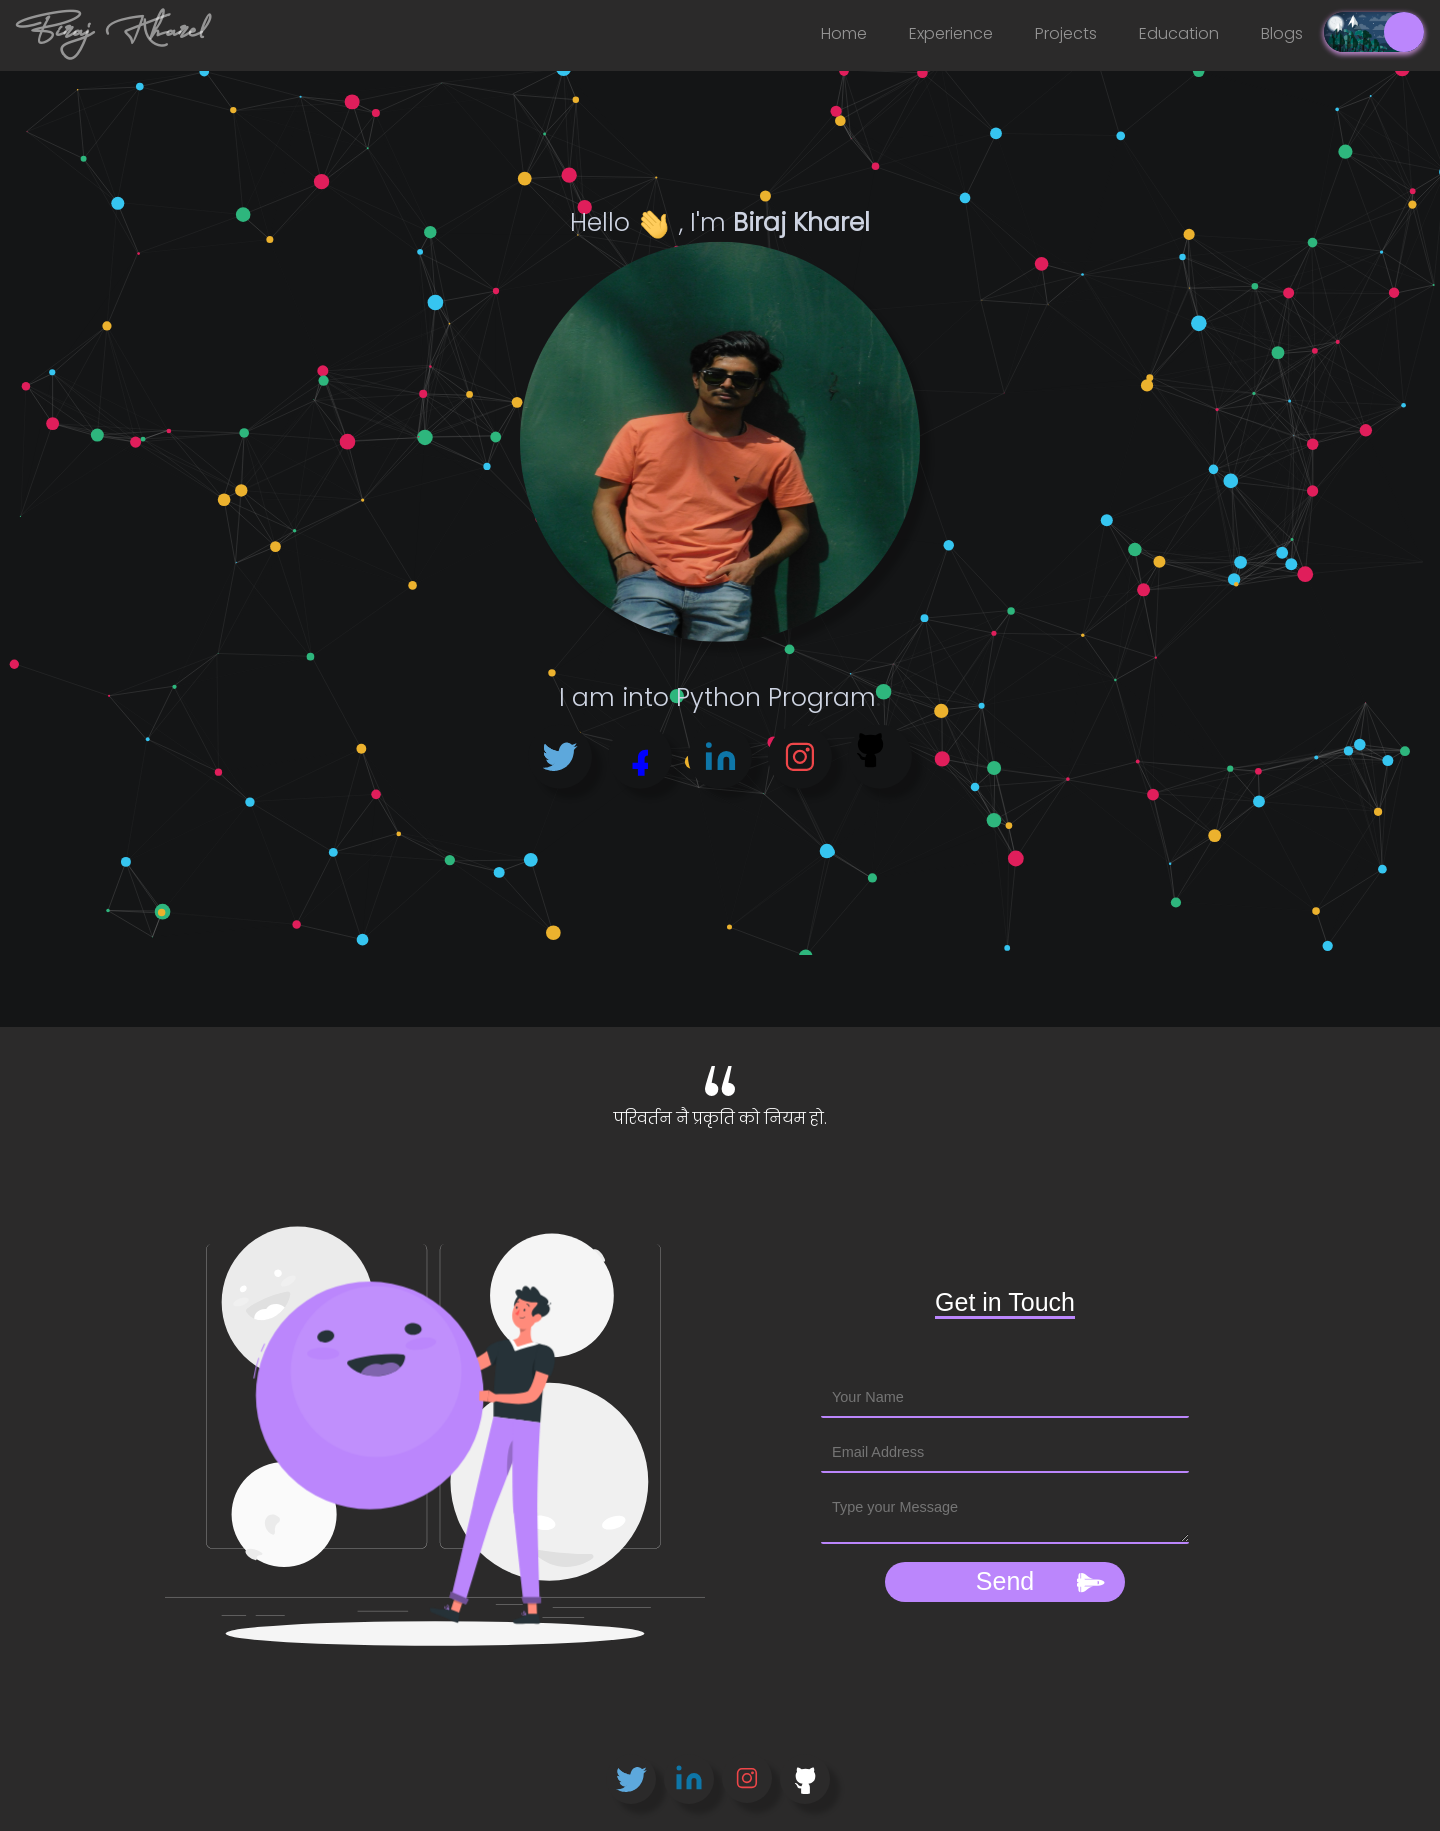 Biraj Kharel
Home Experience Projects Education Blogs
Hello 👋 , I'm Biraj Kharel
I am into Python Program
“
परिवर्तन नै प्रकृति को नियम हो.
Get in Touch
Your Name
Email Address
Type your Message
Send